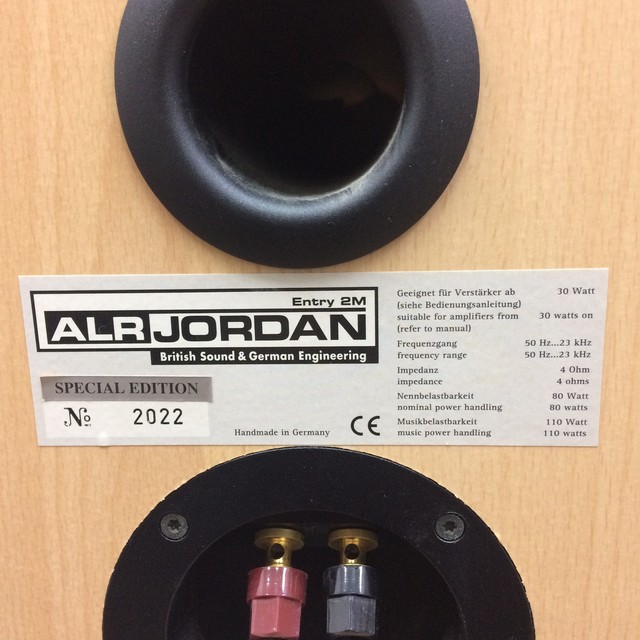 Entry 2M
ALR JORDAN
British Sound & German Engineering
SPECIAL EDITION
No 2022
Handmade in Germany CE
Geeignet für Verstärker ab 30 Watt
(siehe Bedienungsanleitung)
suitable for amplifiers from 30 watts on
(refer to manual)
Frequenzgang 50 Hz...23 kHz
frequency range 50 Hz...23 kHz
Impedanz 4 Ohm
impedance 4 ohms
Nennbelastbarkeit 80 Watt
nominal power handling 80 watts
Musikbelastbarkeit 110 Watt
music power handling 110 watts